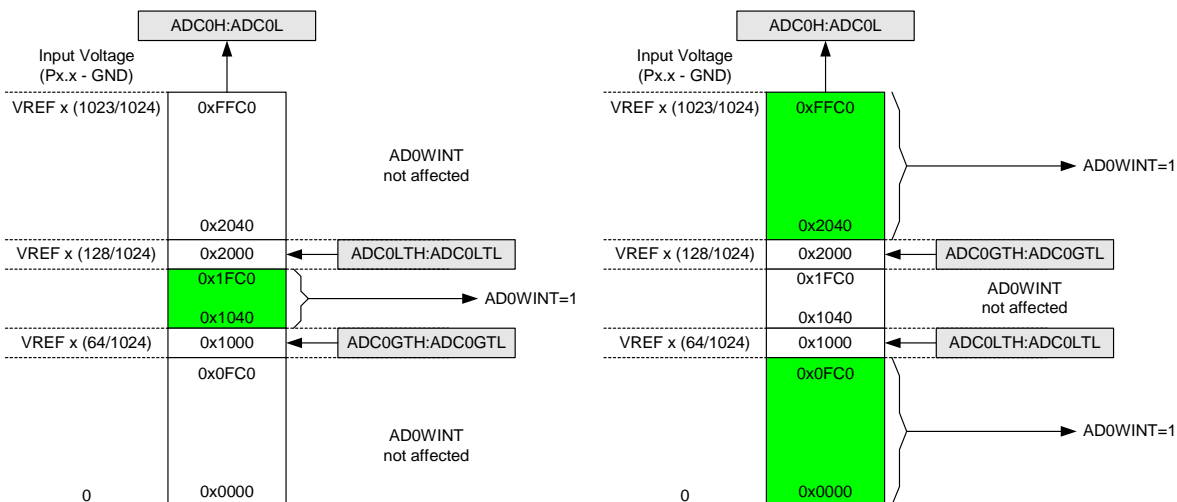 ADC0H:ADC0L
Input Voltage
(Px.x - GND)
VREF x (1023/1024)
0xFFC0
AD0WINT
not affected
0x2040
VREF x (128/1024)
0x2000
ADC0LTH:ADC0LTL
0x1FC0
AD0WINT=1
0x1040
VREF x (64/1024)
0x1000
ADC0GTH:ADC0GTL
0x0FC0
AD0WINT
not affected
0
0x0000
ADC0H:ADC0L
Input Voltage
(Px.x - GND)
VREF x (1023/1024)
0xFFC0
AD0WINT=1
0x2040
VREF x (128/1024)
0x2000
ADC0GTH:ADC0GTL
0x1FC0
AD0WINT
not affected
0x1040
VREF x (64/1024)
0x1000
ADC0LTH:ADC0LTL
0x0FC0
AD0WINT=1
0
0x0000